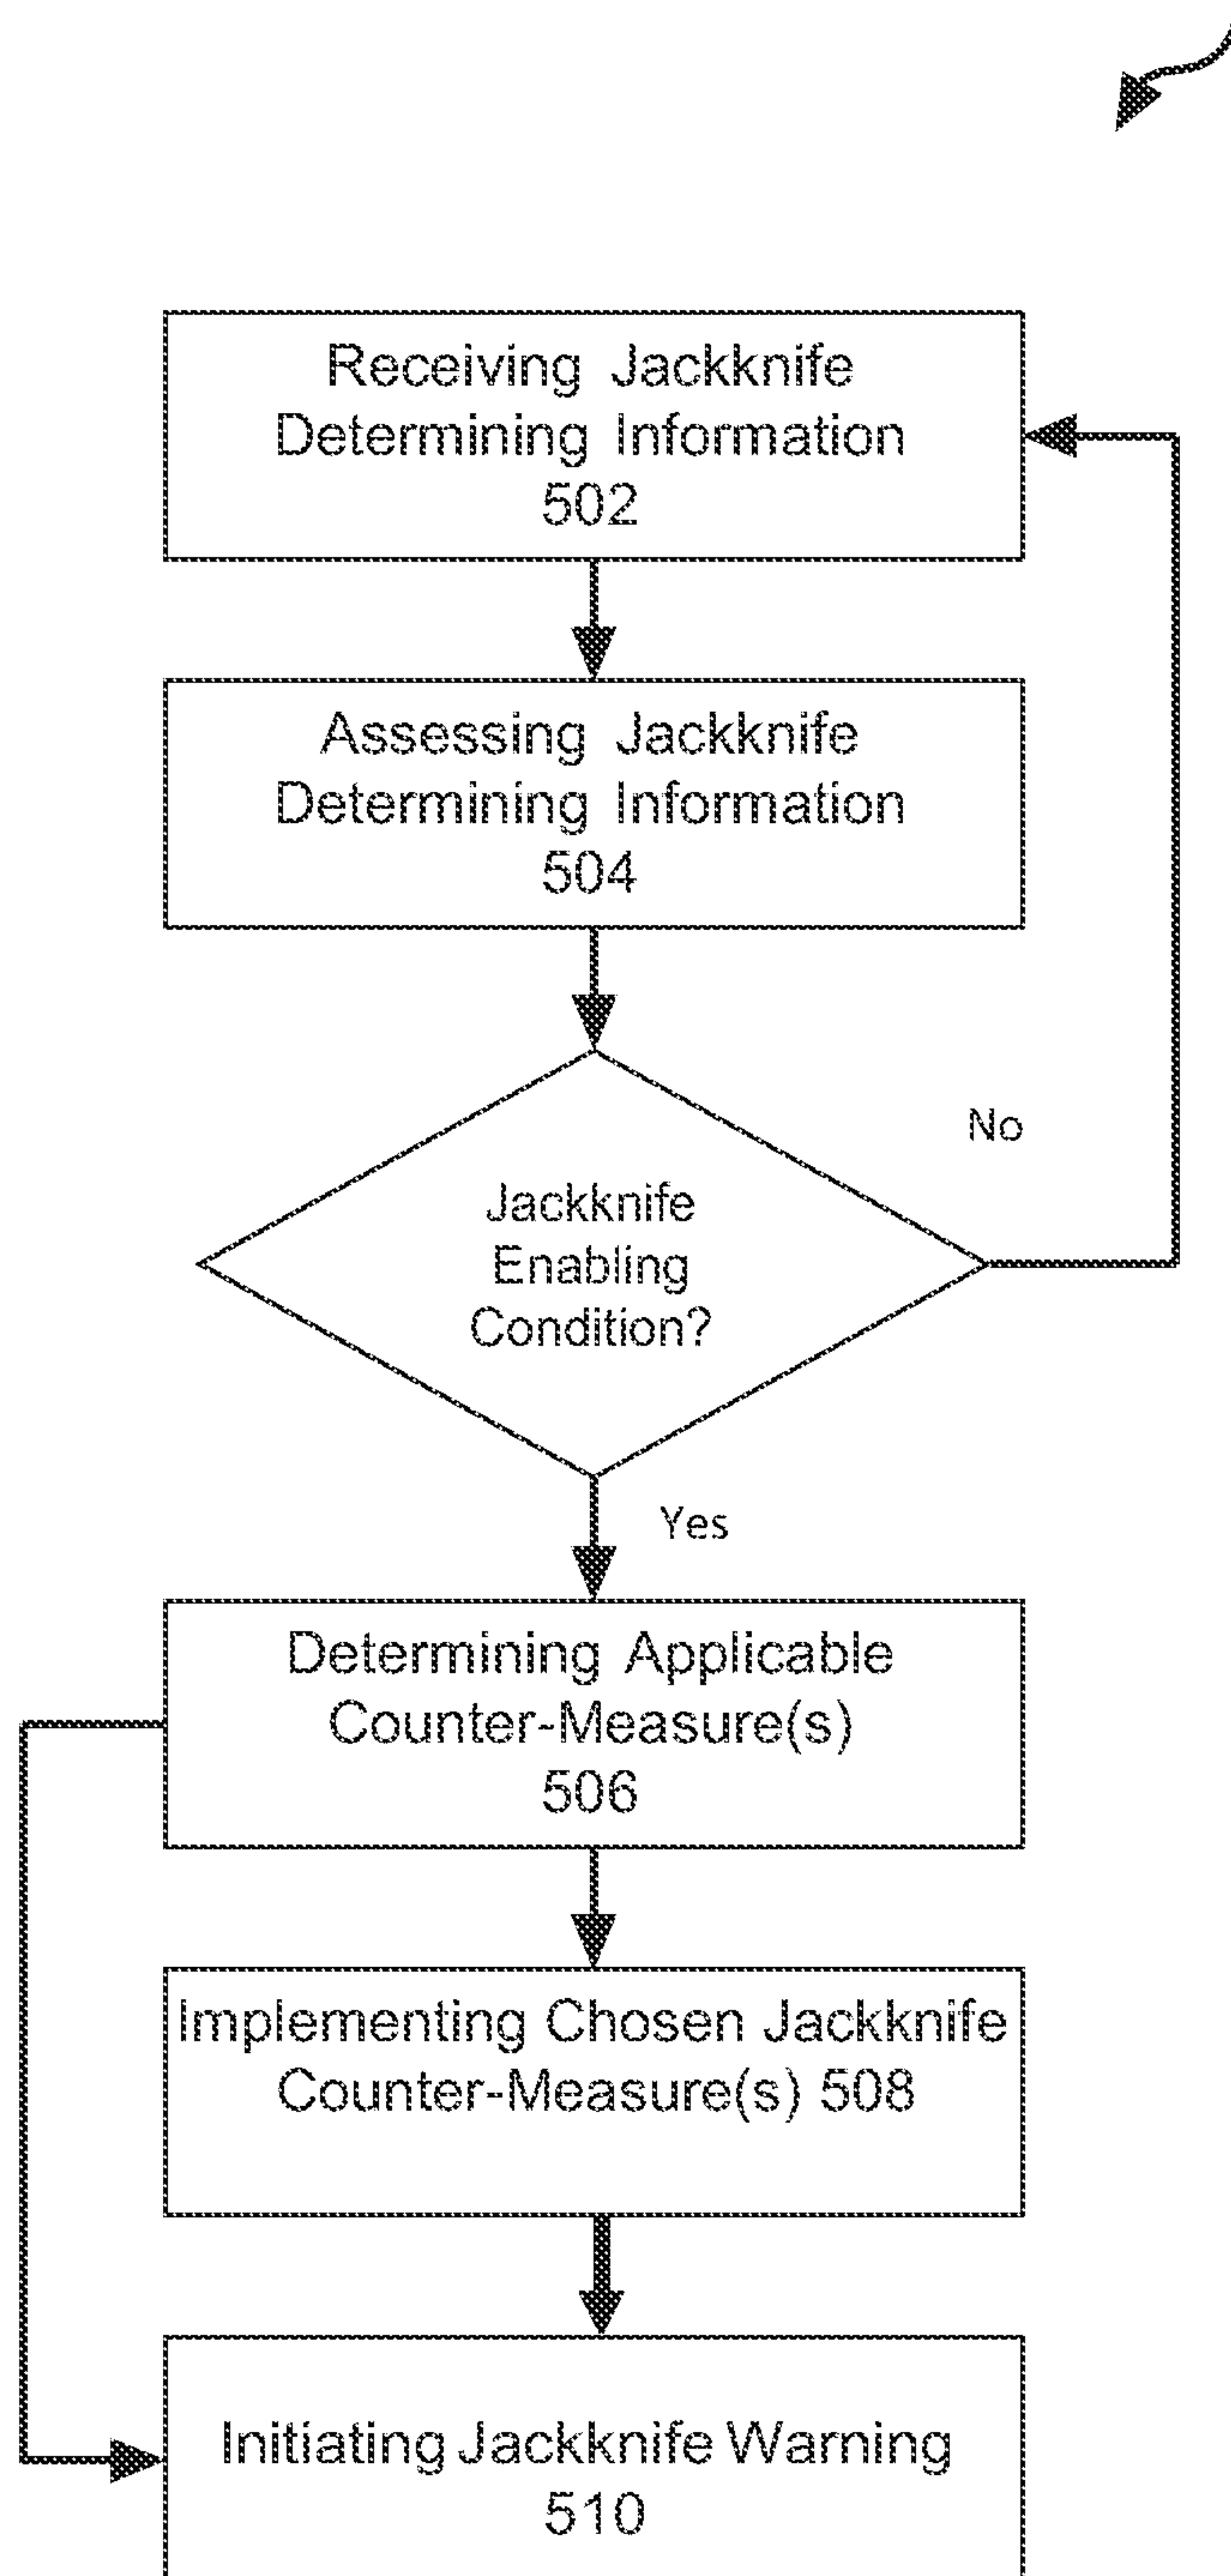 Receiving Jackknife
Determining Information
502
Assessing Jackknife
Determining Information
504
No
Jackknife
Enabling
Condition?
Yes
Determining Applicable
Counter-Measure(s)
506
Implementing Chosen Jackknife
Counter-Measure(s) 508
Initiating Jackknife Warning
510